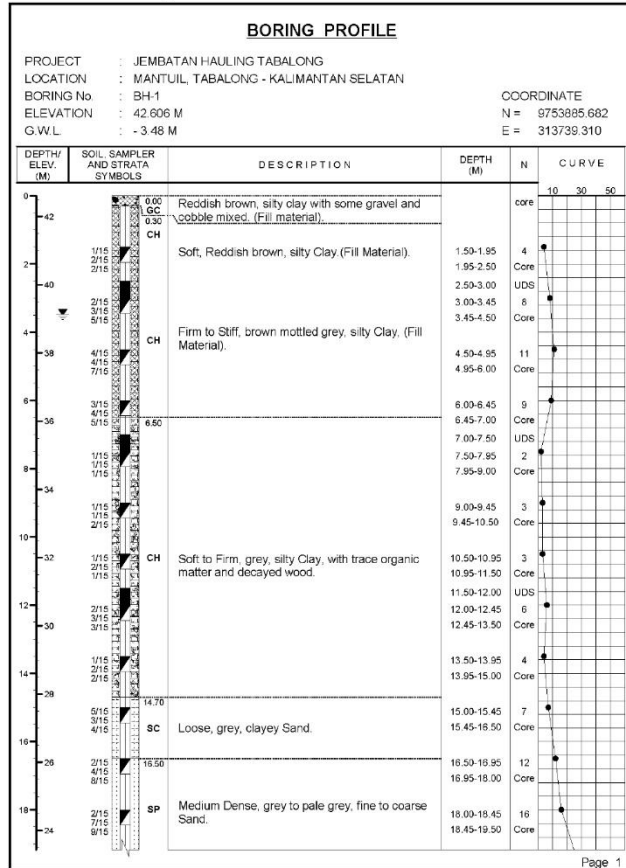 BORING PROFILE
PROJECT : JEMBATAN HAULING TABALONG
LOCATION : MANTUIL, TABALONG - KALIMANTAN SELATAN
BORING No. : BH-1 COORDINATE
ELEVATION : 42.606 M N = 9753885.682
G.W.L. : - 3.48 M E = 313739.310
DEPTH/ ELEV. (M) SOIL, SAMPLER AND STRATA SYMBOLS DESCRIPTION DEPTH (M) N CURVE
10 30 50
0 0.00 Reddish brown, silty clay with some gravel and core
42 GC cobble mixed. (Fill material).
0.30
CH
1/15 Soft, Reddish brown, silty Clay.(Fill Material). 1.50-1.95 4
2 2/15 1.95-2.50 Core
2/15
40 2.50-3.00 UDS
2/15 3.00-3.45 8
3/15 3.45-4.50 Core
5/15
4 CH Firm to Stiff, brown mottled grey, silty Clay, (Fill
Material).
38 4/15 4.50-4.95 11
4/15 4.95-6.00 Core
7/15
6 3/15 6.00-6.45 9
4/15 6.45-7.00 Core
36 5/15 6.50
7.00-7.50 UDS
1/15 7.50-7.95 2
8 1/15 7.95-9.00 Core
1/15
34 1/15 9.00-9.45 3
1/15 9.45-10.50 Core
2/15
10
32 1/15 CH Soft to Firm, grey, silty Clay, with trace organic 10.50-10.95 3
2/15 matter and decayed wood. 10.95-11.50 Core
1/15
11.50-12.00 UDS
12 2/15 12.00-12.45 6
3/15 12.45-13.50 Core
30 3/15
1/15 13.50-13.95 4
14 2/15 13.95-15.00 Core
2/15
28 14.70
5/15 15.00-15.45 7
3/15 SC Loose, grey, clayey Sand. 15.45-16.50 Core
4/15
16
26 2/15 16.50 16.50-16.95 12
4/15 16.95-18.00 Core
8/15
18 2/15 SP Medium Dense, grey to pale grey, fine to coarse 18.00-18.45 16
7/15 Sand. 18.45-19.50 Core
24 9/15
Page 1